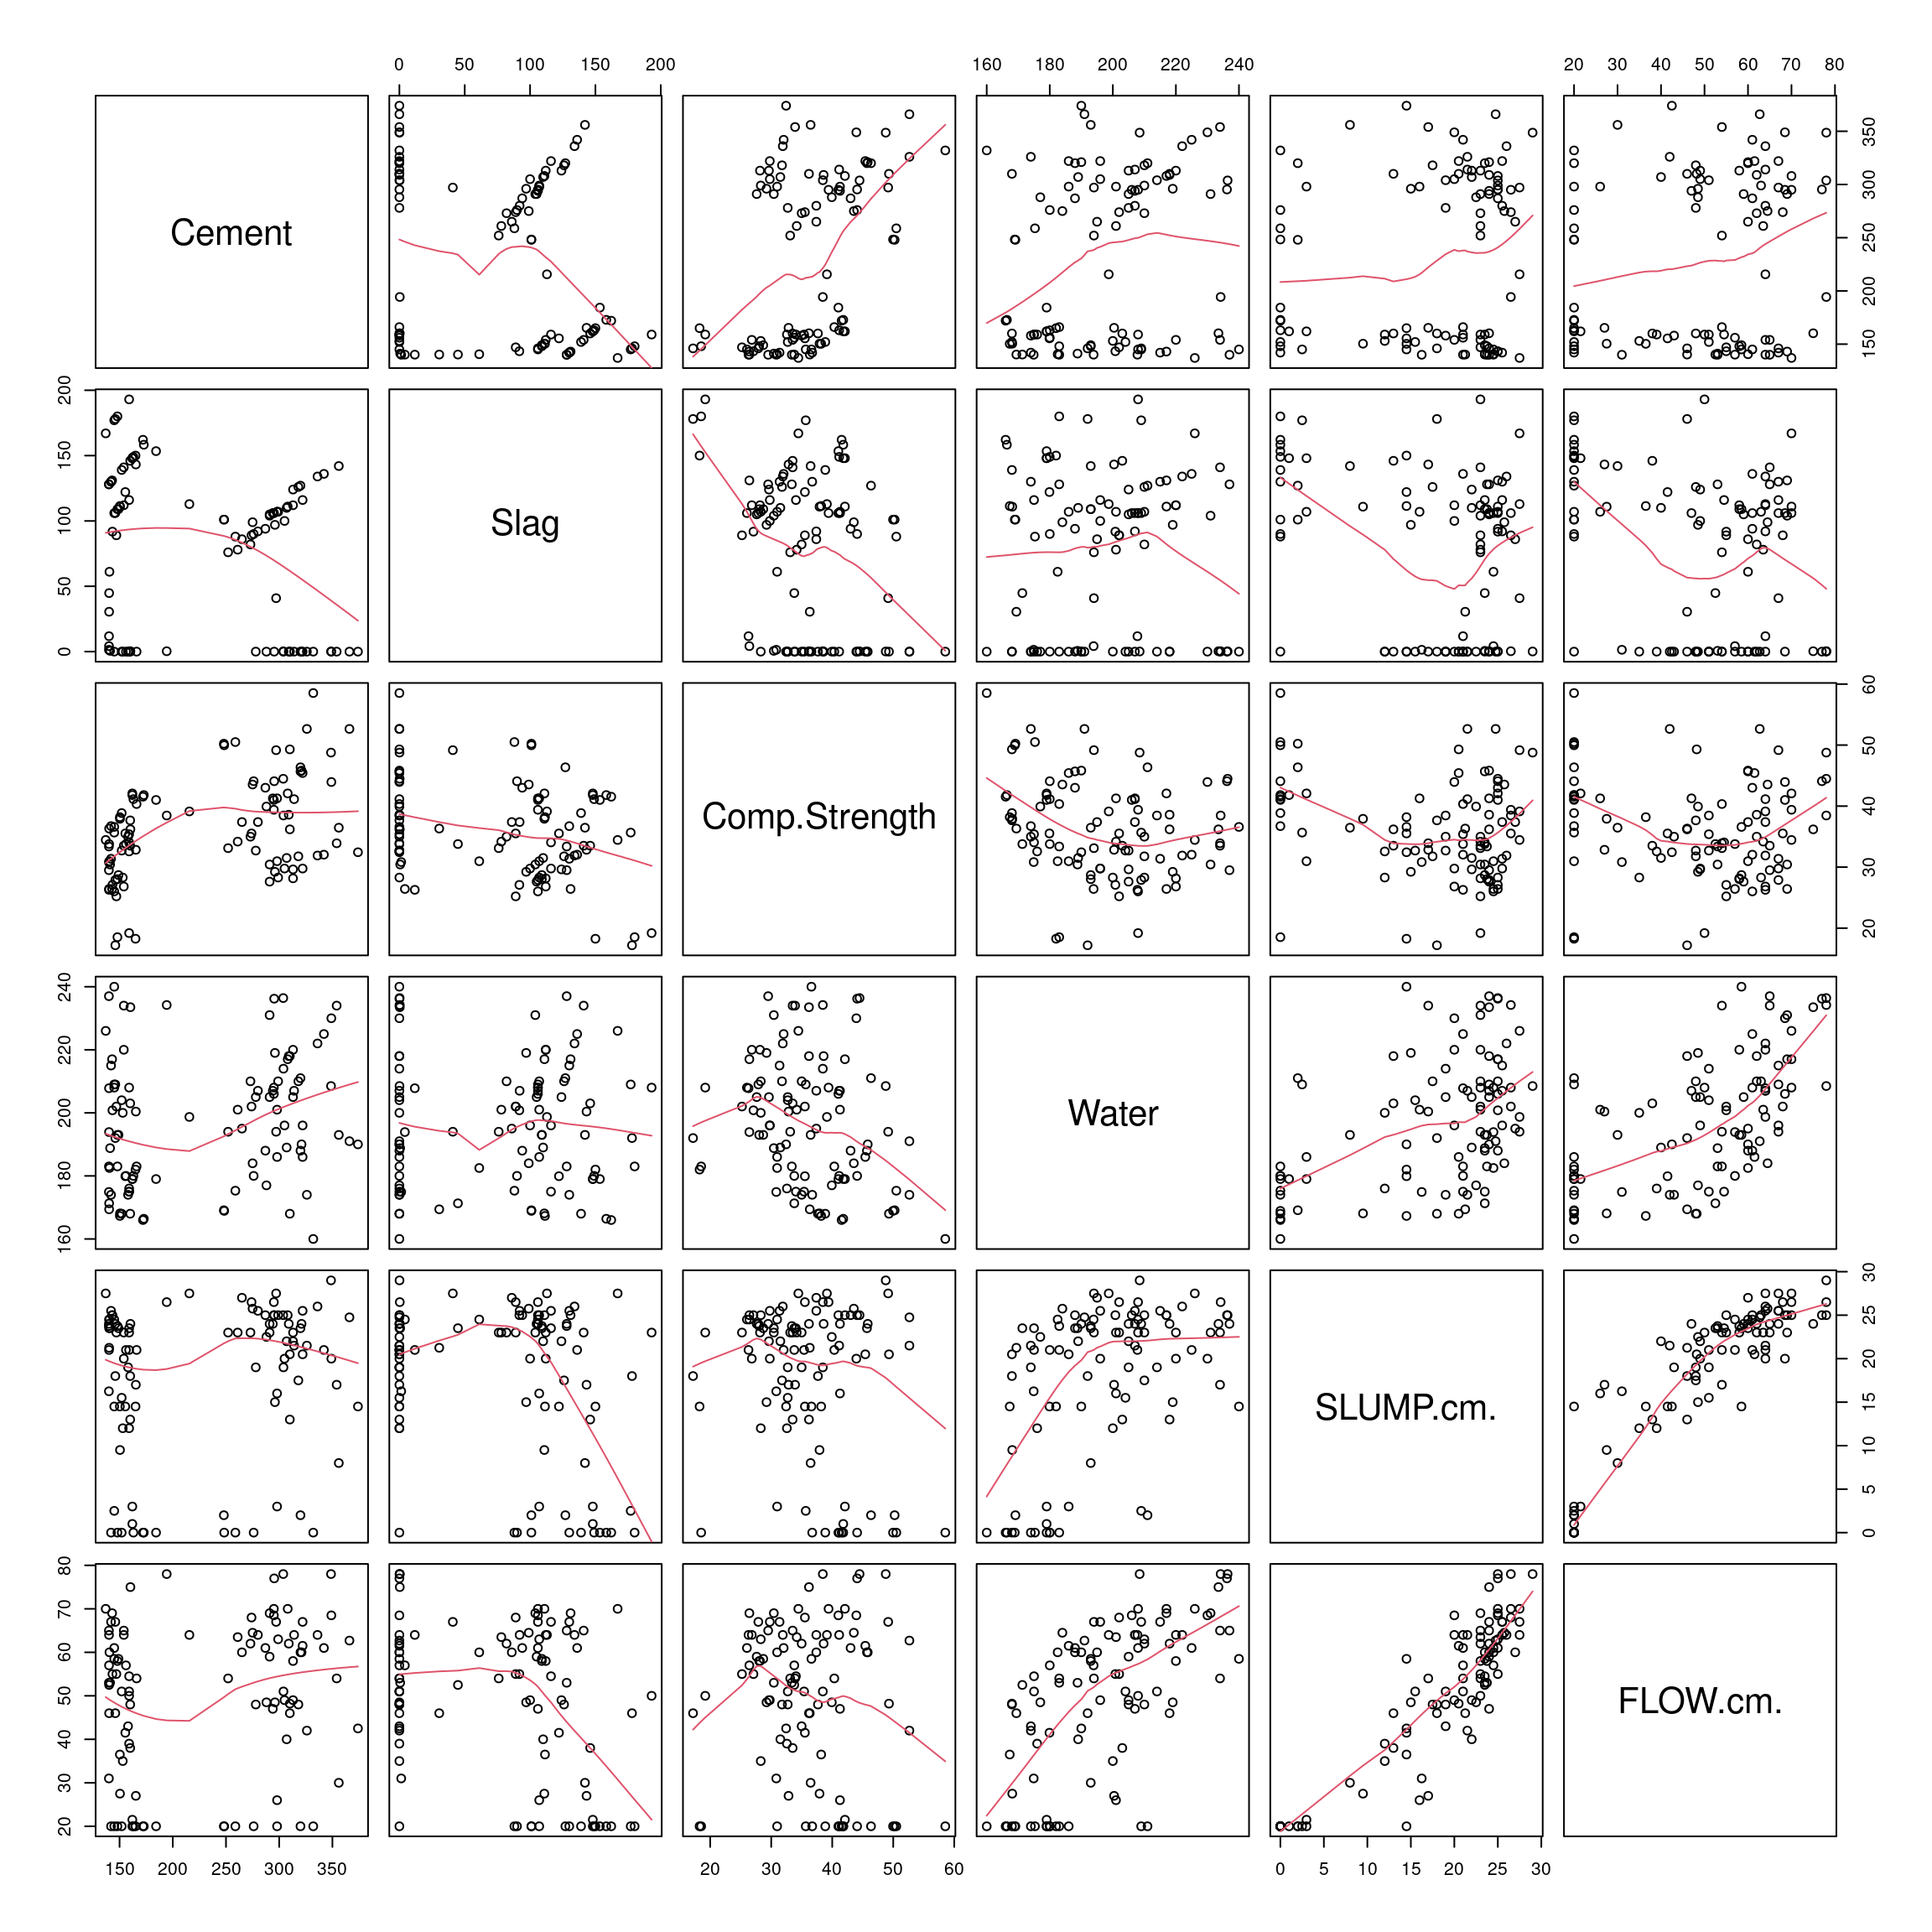 0 50 100 150 200 160 180 200 220 240 20 30 40 50 60 70 80
Cement
150 200 250 300 350
0 50 100 150 200
Slag
Comp.Strength
20 30 40 50 60
160 180 200 220 240
Water
SLUMP.cm.
0 5 10 15 20 25 30
20 30 40 50 60 70 80
FLOW.cm.
150 200 250 300 350 20 30 40 50 60 0 5 10 15 20 25 30